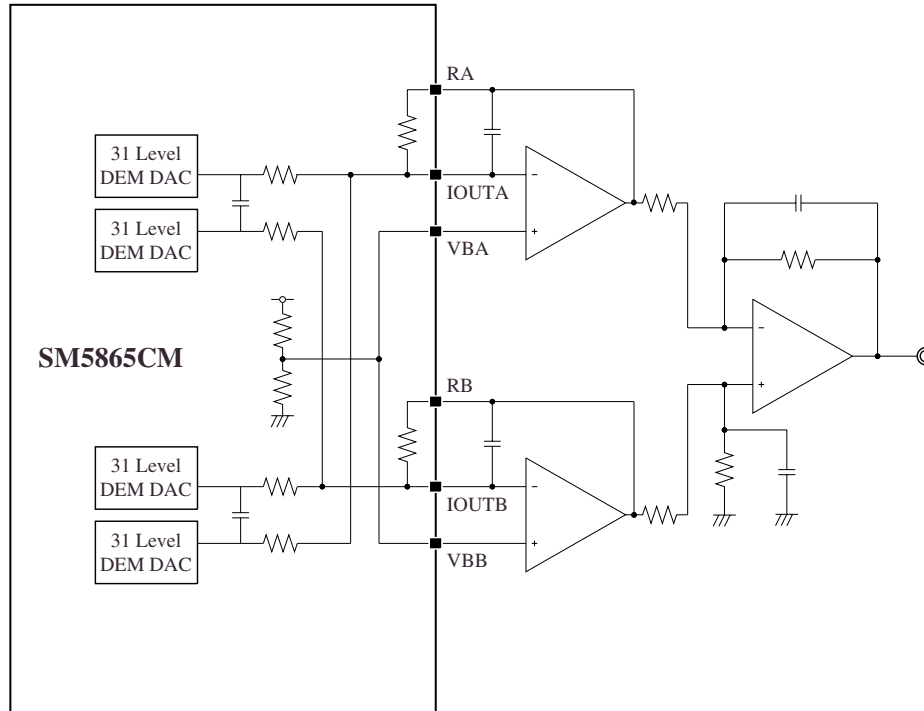 RA
31 Level
DEM DAC
IOUTA
31 Level
DEM DAC
VBA
SM5865CM
RB
31 Level
DEM DAC
IOUTB
31 Level
DEM DAC
VBB
−
+
−
+
−
+